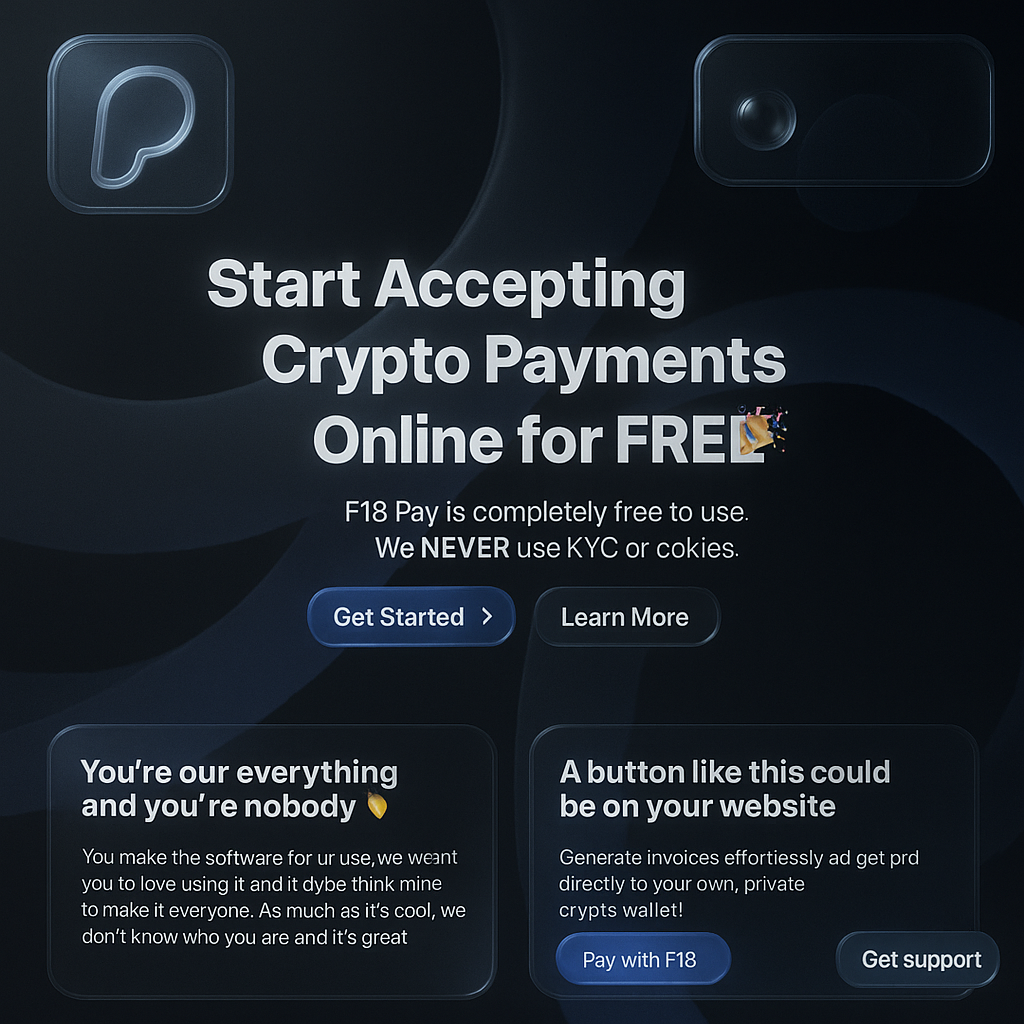 Start Accepting
Crypto Payments
Online for FREE
F18 Pay is completely free to use.
We NEVER use KYC or cokies.
Get Started
Learn More
You’re our everything
and you’re nobody
You make the software for ur use, we weant
you to love using it and it dybe think mine
to make it everyone. As much as it’s cool, we
don’t know who you are and it’s great
A button like this could
be on your website
Generate invoices effortiessly ad get prd
directly to your own, private
crypts wallet!
Pay with F18
Get support